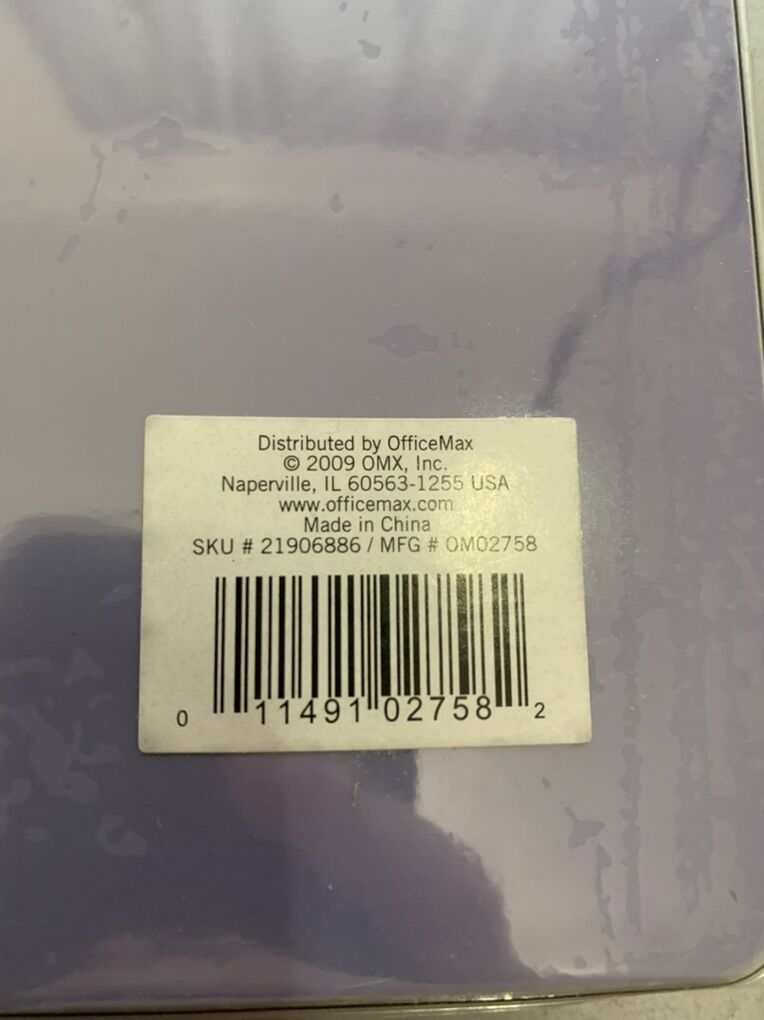 Distributed by OfficeMax
© 2009 OMX, Inc.
Naperville, IL 60563-1255 USA
www.officemax.com
Made in China
SKU # 21906886 / MFG # OM02758
0 11491 02758 2